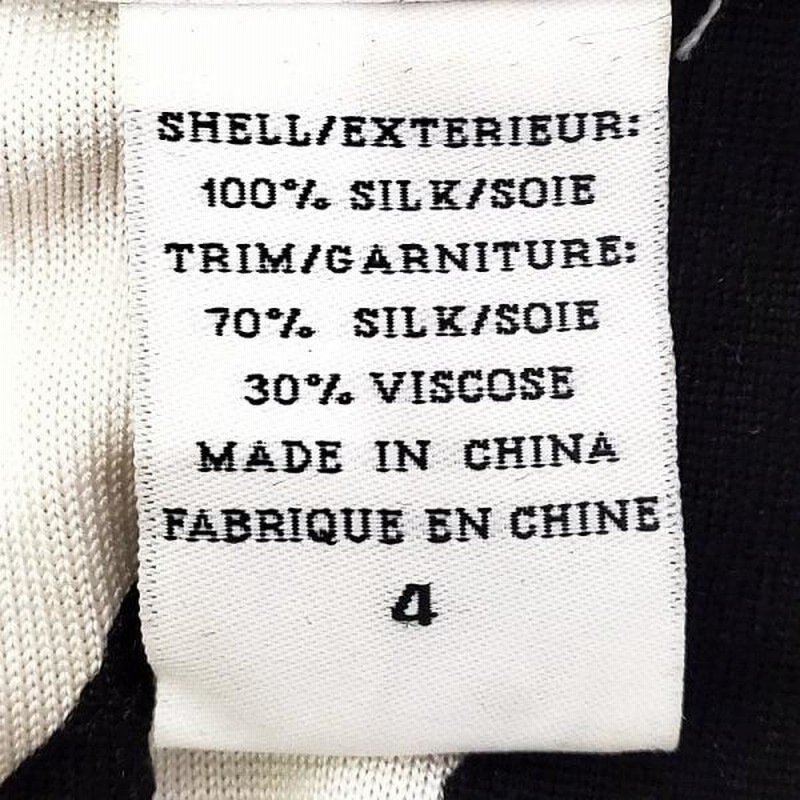 SHELL/EXTERIEUR:
100% SILK/SOIE
TRIM/GARNITURE:
70% SILK/SOIE
30% VISCOSE
MADE IN CHINA
FABRIQUE EN CHINE
4